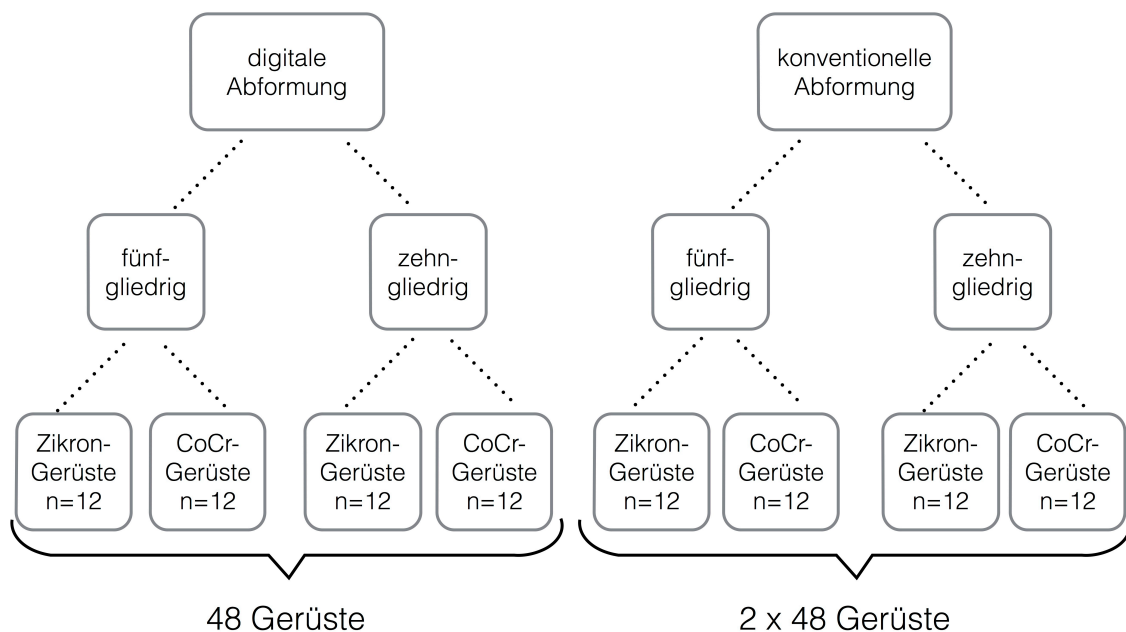 digitale
Abformung
konventionelle
Abformung
fünf-
gliedrig
zehn-
gliedrig
fünf-
gliedrig
zehn-
gliedrig
Zikron-
Gerüste
n=12
CoCr-
Gerüste
n=12
Zikron-
Gerüste
n=12
CoCr-
Gerüste
n=12
Zikron-
Gerüste
n=12
CoCr-
Gerüste
n=12
Zikron-
Gerüste
n=12
CoCr-
Gerüste
n=12
48 Gerüste
2 x 48 Gerüste